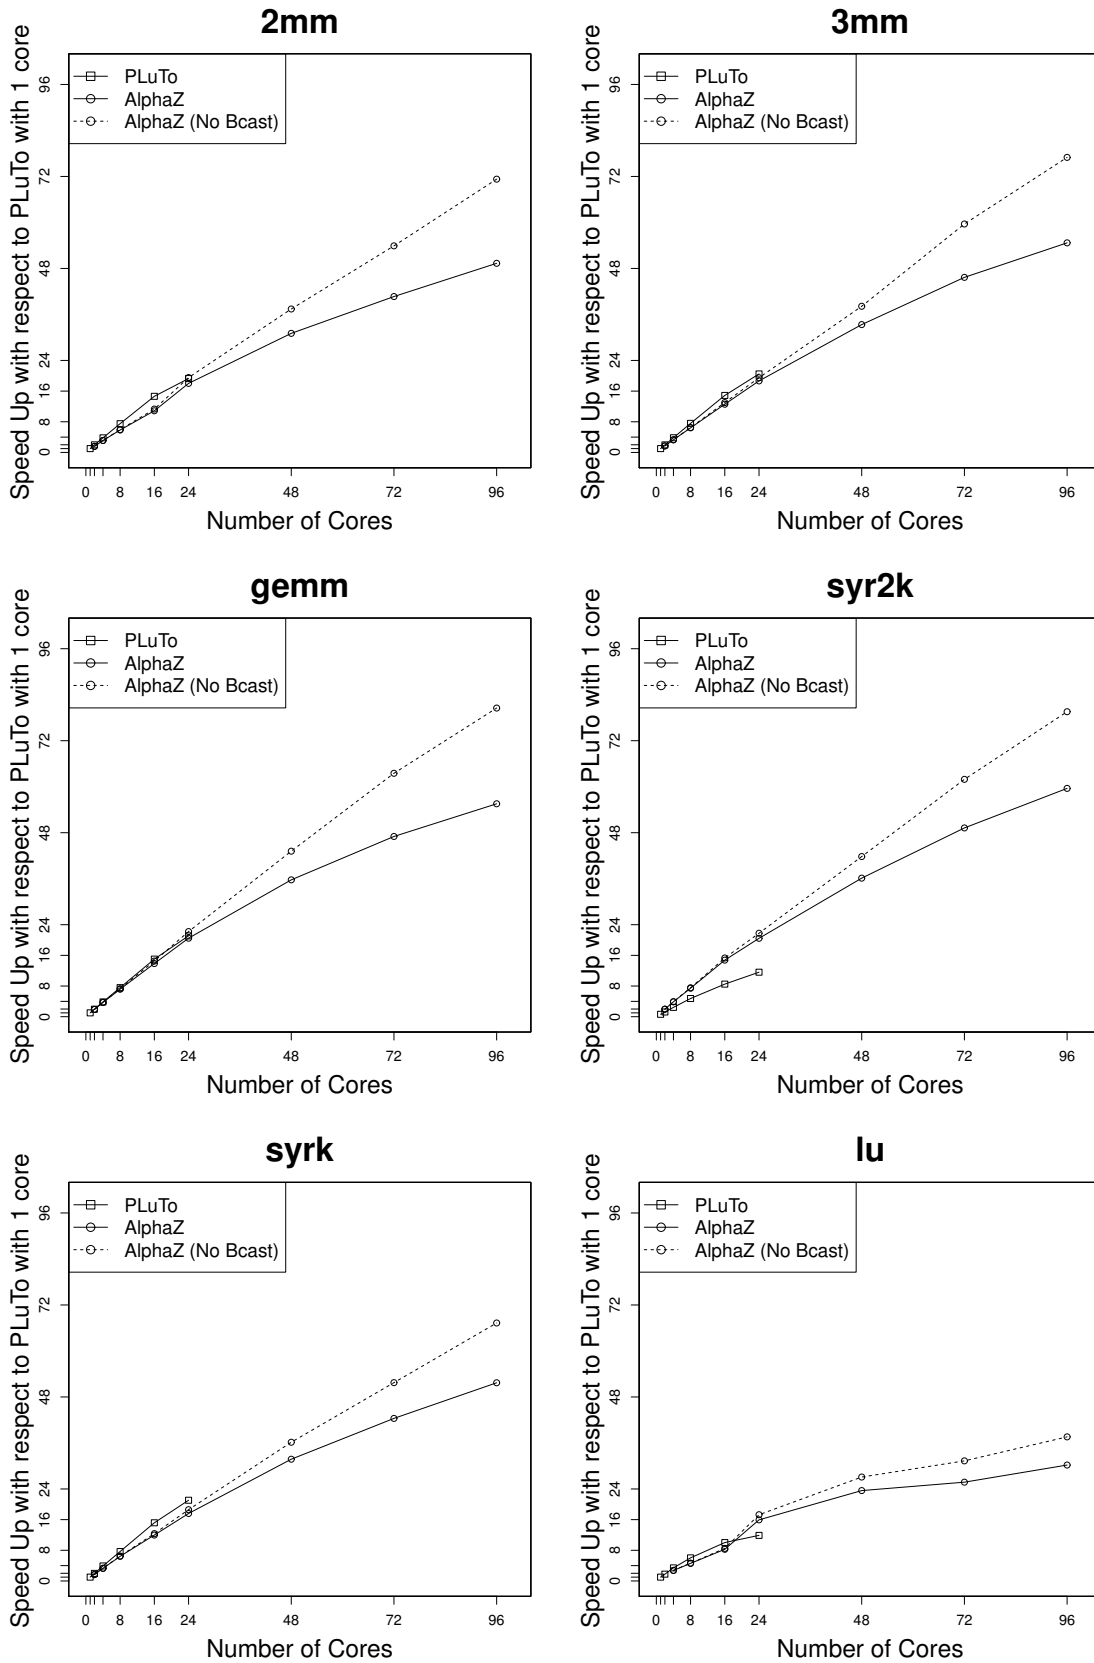 2mm
Speed Up with respect to PLuTo with 1 core
96
72
48
24
16
8
0
PLuTo
AlphaZ
AlphaZ (No Bcast)
0 8 16 24 48 72 96
Number of Cores
3mm
Speed Up with respect to PLuTo with 1 core
96
72
48
24
16
8
0
PLuTo
AlphaZ
AlphaZ (No Bcast)
0 8 16 24 48 72 96
Number of Cores
gemm
Speed Up with respect to PLuTo with 1 core
96
72
48
24
16
8
0
PLuTo
AlphaZ
AlphaZ (No Bcast)
0 8 16 24 48 72 96
Number of Cores
syr2k
Speed Up with respect to PLuTo with 1 core
96
72
48
24
16
8
0
PLuTo
AlphaZ
AlphaZ (No Bcast)
0 8 16 24 48 72 96
Number of Cores
syrk
Speed Up with respect to PLuTo with 1 core
96
72
48
24
16
8
0
PLuTo
AlphaZ
AlphaZ (No Bcast)
0 8 16 24 48 72 96
Number of Cores
lu
Speed Up with respect to PLuTo with 1 core
96
72
48
24
16
8
0
PLuTo
AlphaZ
AlphaZ (No Bcast)
0 8 16 24 48 72 96
Number of Cores